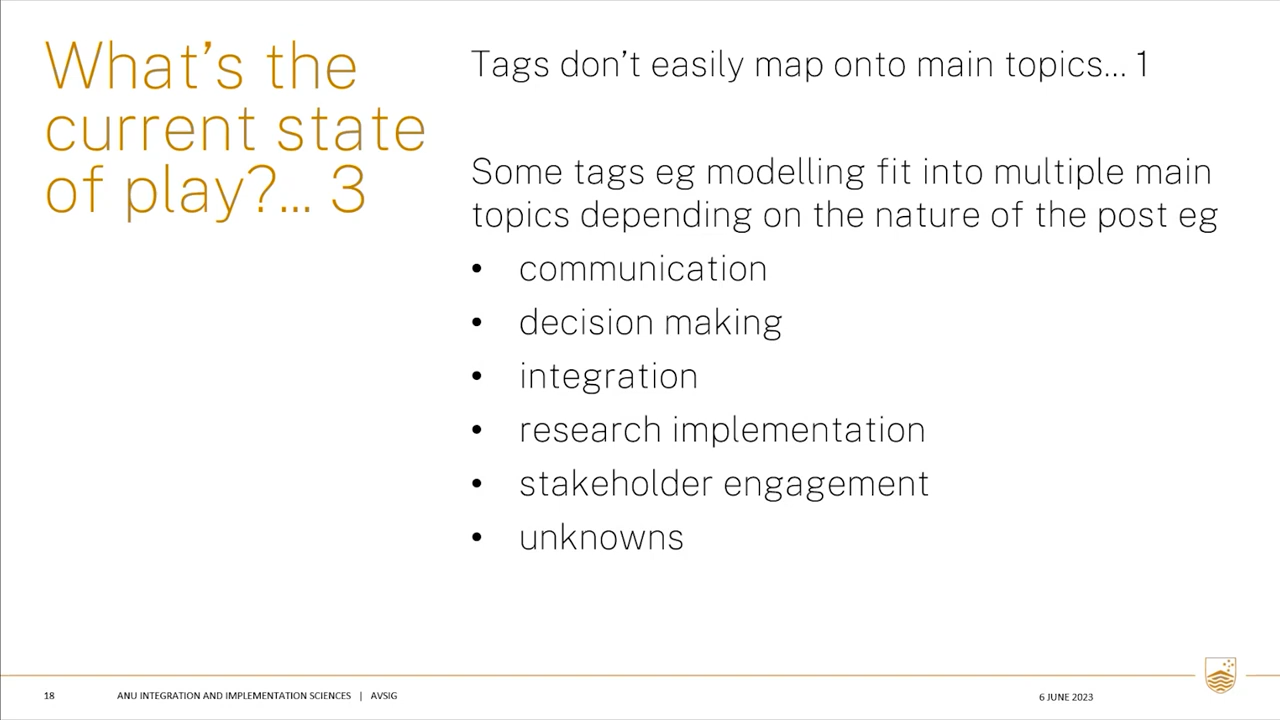 What’s the
current state
of play?... 3
Tags don’t easily map onto main topics... 1
Some tags eg modelling fit into multiple main
topics depending on the nature of the post eg
• communication
• decision making
• integration
• research implementation
• stakeholder engagement
• unknowns
18 ANU INTEGRATION AND IMPLEMENTATION SCIENCES | AVSIG 6 JUNE 2023